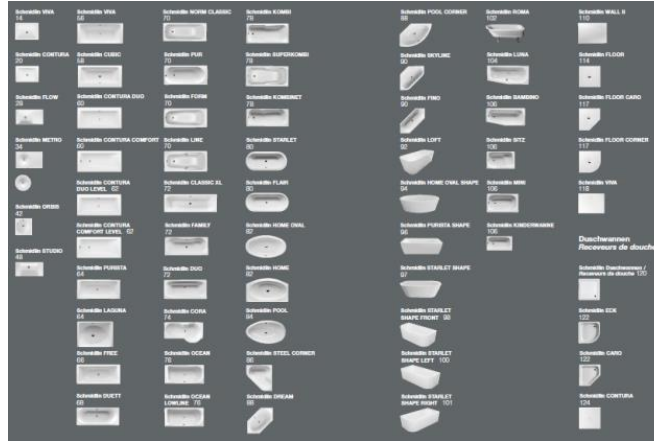 Schmidlin VIVA
14
Schmidlin CONTURA
20
Schmidlin FLOW
26
Schmidlin METRO
34
Schmidlin ORBIS
42
Schmidlin STUDIO
48
Schmidlin VIVA
56
Schmidlin CUBIC
58
Schmidlin CONTURA DUO
60
Schmidlin CONTURA COMFORT
60
Schmidlin CONTURA
DUO LEVEL 62
Schmidlin CONTURA
COMFORT LEVEL 62
Schmidlin PURISTA
64
Schmidlin LAGUNA
64
Schmidlin FREE
66
Schmidlin DUETT
68
Schmidlin NORM CLASSIC
70
Schmidlin PUR
70
Schmidlin FORM
70
Schmidlin LINE
70
Schmidlin CLASSIC XL
72
Schmidlin FAMILY
72
Schmidlin DUO
72
Schmidlin CORA
74
Schmidlin OCEAN
76
Schmidlin OCEAN
LOWLINE 76
Schmidlin KOMBI
78
Schmidlin SUPERKOMBI
78
Schmidlin KOMBINET
78
Schmidlin STARLET
80
Schmidlin FLAIR
80
Schmidlin HOME OVAL
82
Schmidlin HOME
82
Schmidlin POOL
84
Schmidlin STEEL CORNER
86
Schmidlin DREAM
88
Schmidlin POOL CORNER
88
Schmidlin SKYLINE
90
Schmidlin FINO
90
Schmidlin LOFT
92
Schmidlin HOME OVAL SHAPE
94
Schmidlin PURISTA SHAPE
96
Schmidlin STARLET SHAPE
97
Schmidlin STARLET
SHAPE FRONT 98
Schmidlin STARLET
SHAPE LEFT 100
Schmidlin STARLET
SHAPE RIGHT 101
Schmidlin ROMA
102
Schmidlin LUNA
104
Schmidlin BAMBINO
106
Schmidlin SITZ
106
Schmidlin MINI
106
Schmidlin KINDERWANNE
106
Schmidlin WALL II
110
Schmidlin FLOOR
114
Schmidlin FLOOR CARO
117
Schmidlin FLOOR CORNER
117
Schmidlin VIVA
118
Duschwannen
Receveurs de douche
Schmidlin Duschwannen /
Receveurs de douche 120
Schmidlin ECK
122
Schmidlin CARO
122
Schmidlin CONTURA
124